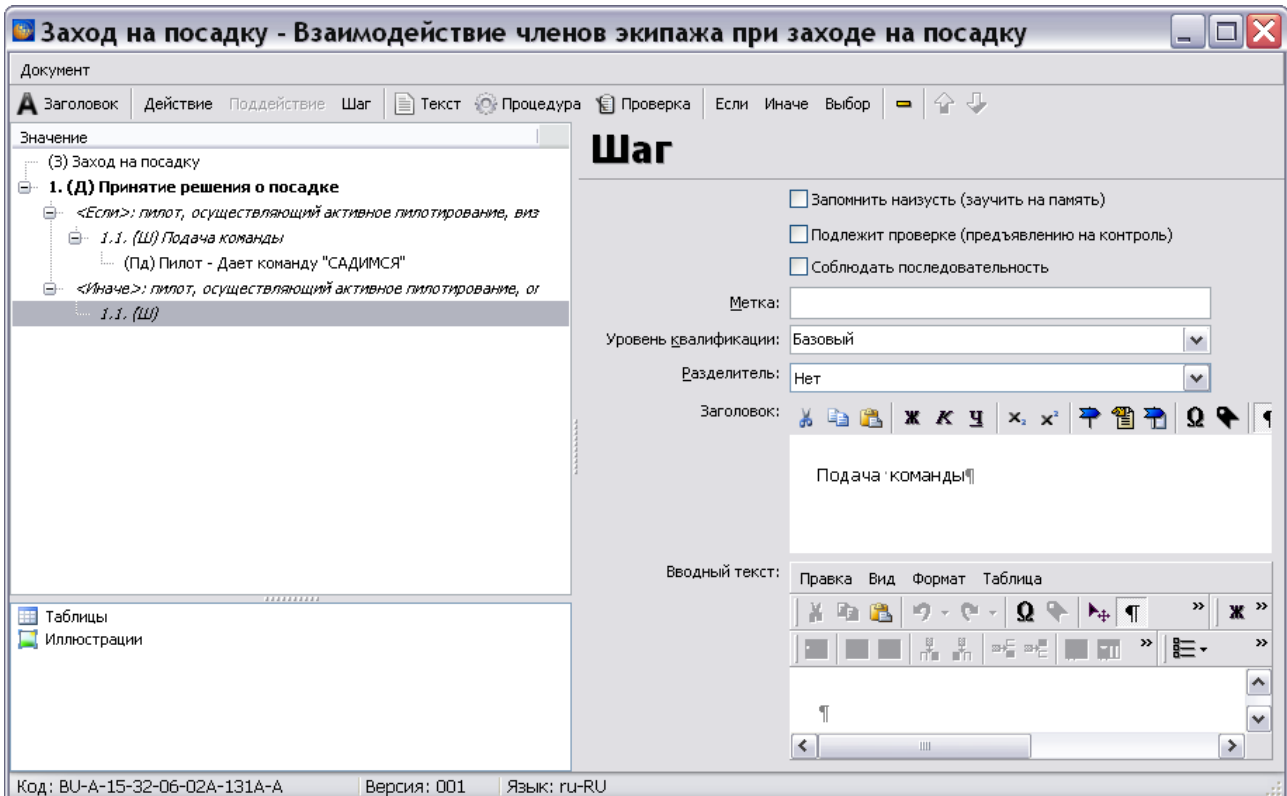 Заход на посадку - Взаимодействие членов экипажа при заходе на посадку
Документ
A Заголовок Действие Поддействие Шаг Текст Процедура Проверка Если Иначе Выбор
Значение
(З) Заход на посадку
1. (Д) Принятие решения о посадке
<Если>: пилот, осуществляющий активное пилотирование, виз
1.1. (Ш) Подача команды
(Пд) Пилот - Дает команду "САДИМСЯ"
<Иначе>: пилот, осуществляющий активное пилотирование, ог
1.1. (Ш)
Таблицы
Иллюстрации
Шаг
Запомнить наизусть (заучить на память)
Подлежит проверке (предъявлению на контроль)
Соблюдать последовательность
Метка:
Уровень квалификации: Базовый
Разделитель: Нет
Заголовок: Ж К Ч x₂ x² Ω ¶
Подача·команды¶
Вводный текст: Правка Вид Формат Таблица
Ω ¶ » Ж »
» »
¶
Код: BU-A-15-32-06-02A-131A-A Версия: 001 Язык: ru-RU